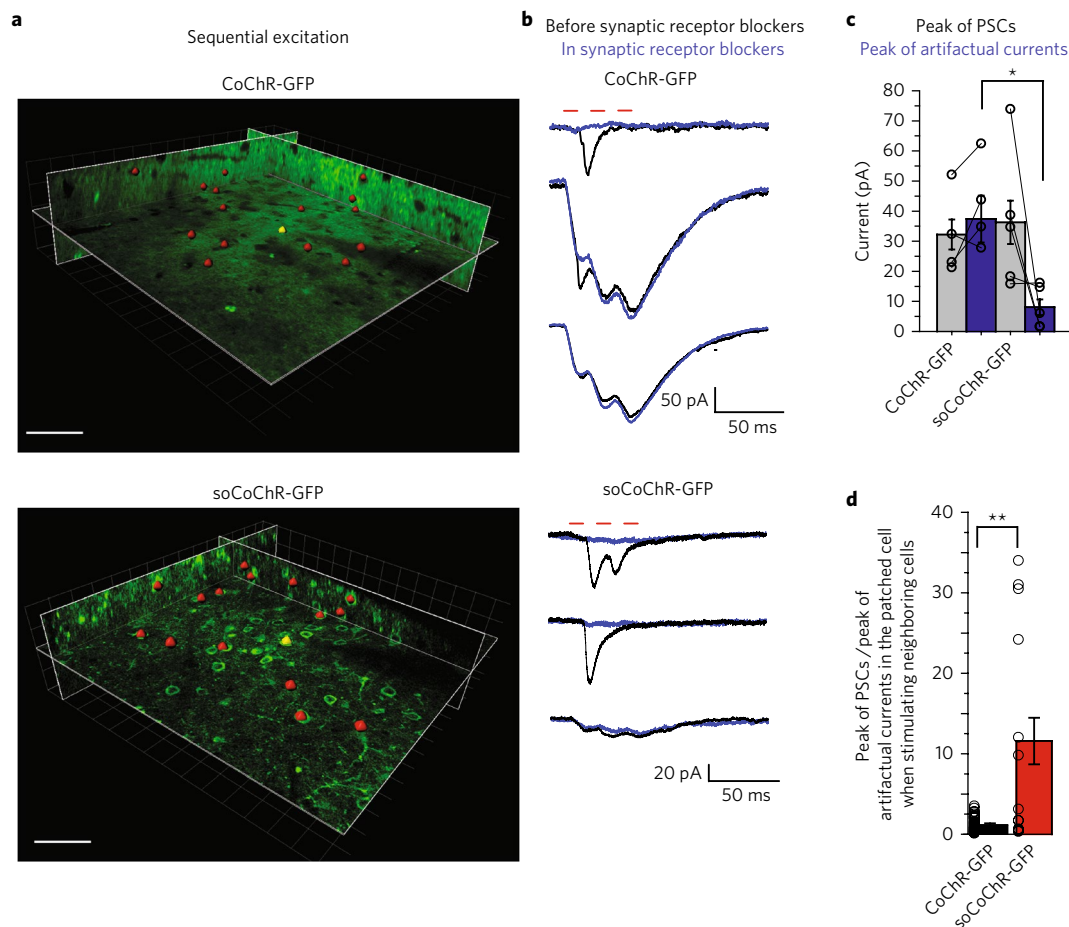 a
Sequential excitation
CoChR-GFP
soCoChR-GFP
b
Before synaptic receptor blockers
In synaptic receptor blockers
CoChR-GFP
50 pA
50 ms
soCoChR-GFP
20 pA
50 ms
c
Peak of PSCs
Peak of artifactual currents
*
80
70
60
50
40
30
20
10
0
Current (pA)
CoChR-GFP
soCoChR-GFP
d
**
40
30
20
10
0
Peak of PSCs/peak of
artifactual currents in the patched cell
when stimulating neighboring cells
CoChR-GFP
soCoChR-GFP